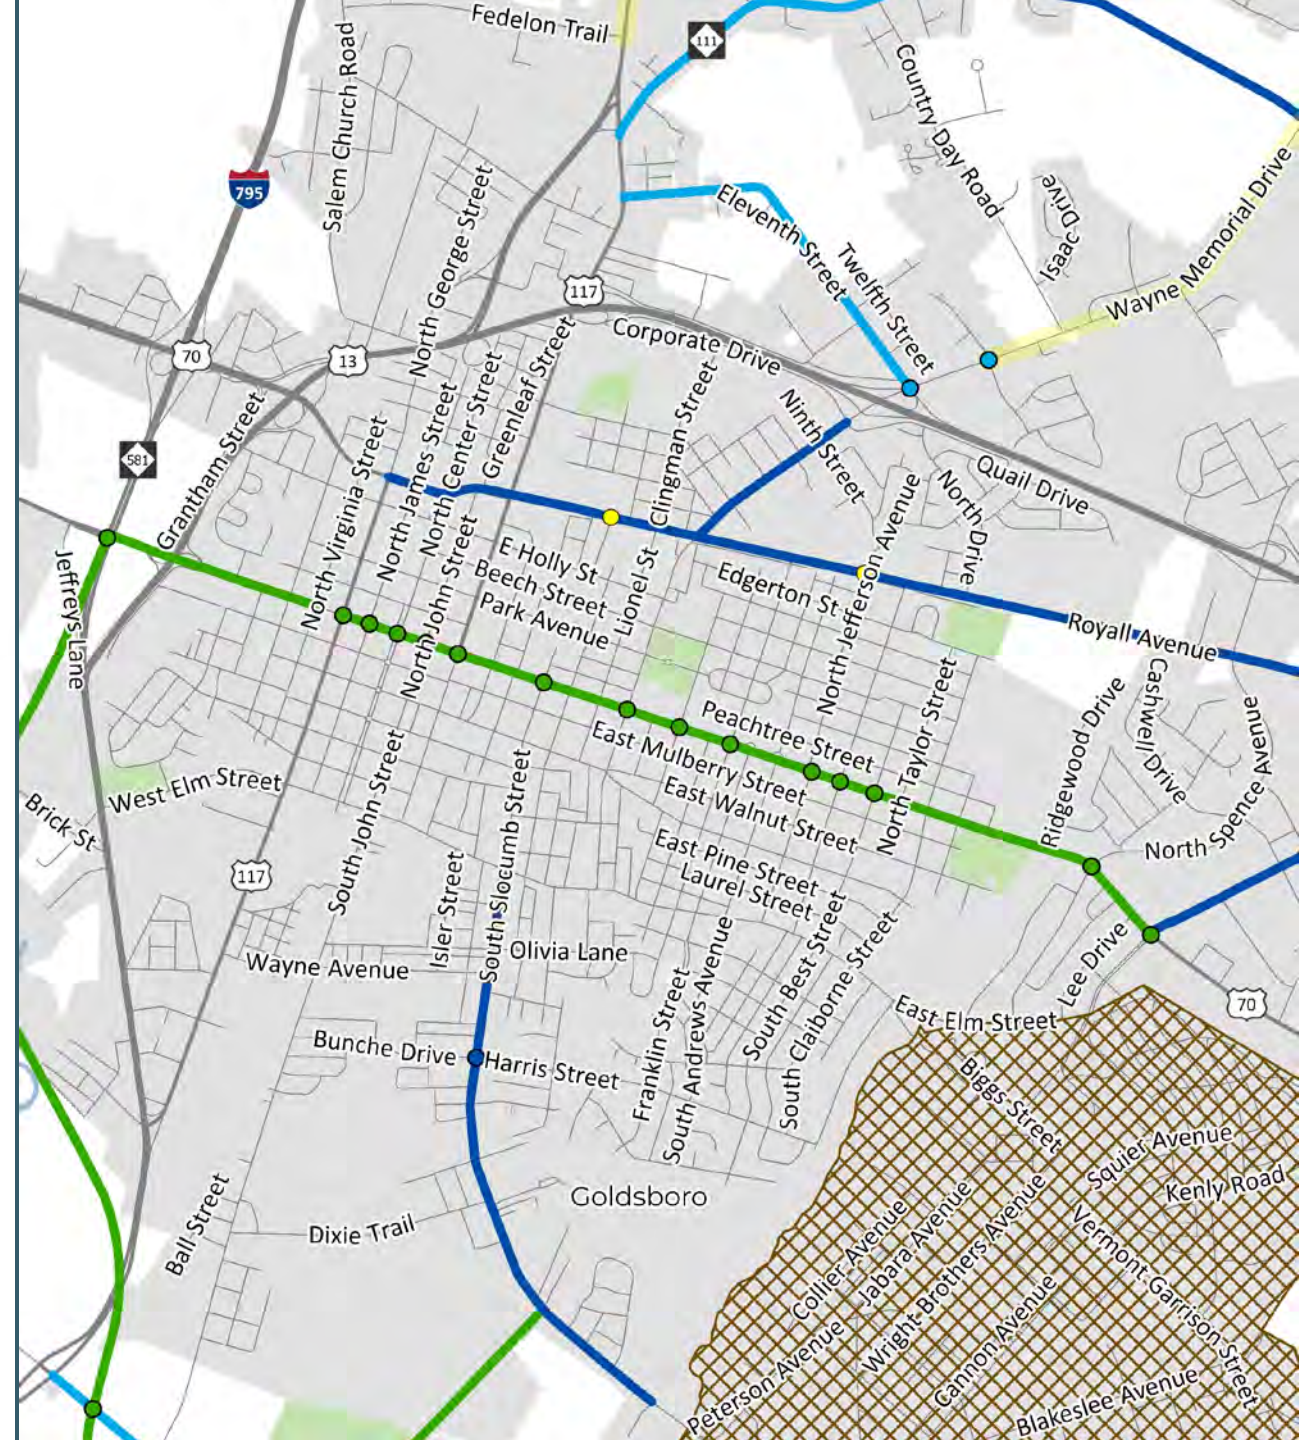 Fedelon Trail
111
Salem Church Road
Country Day Road
795
Isaac Drive
Wayne Memorial Drive
North George Street
Eleventh Street
Twelfth Street
117
70
13
Corporate Drive
Grantham Street
North Virginia Street
North James Street
North Center Street
Greenleaf Street
Clingman Street
Ninth Street
581
Quail Drive
North Drive
North Jefferson Avenue
Jeffreys Lane
North John Street
E Holly St
Beech Street
Park Avenue
Lionel St
Edgerton St
Royall Avenue
Cashwell Drive
Ridgewood Drive
North Spence Avenue
North Taylor Street
Peachtree Street
East Mulberry Street
East Walnut Street
West Elm Street
Brick St
South John Street
South Slocumb Street
117
East Pine Street
Laurel Street
Isler Street
Olivia Lane
Wayne Avenue
Franklin Street
South Andrews Avenue
South Best Street
South Claiborne Street
Lee Drive
70
East Elm Street
Bunche Drive
Harris Street
Biggs Street
Squier Avenue
Kenly Road
Goldsboro
Ball Street
Dixie Trail
Collier Avenue
Jabara Avenue
Wright Brothers Avenue
Vermont Garrison Street
Cannon Avenue
Peterson Avenue
Blakeslee Avenue